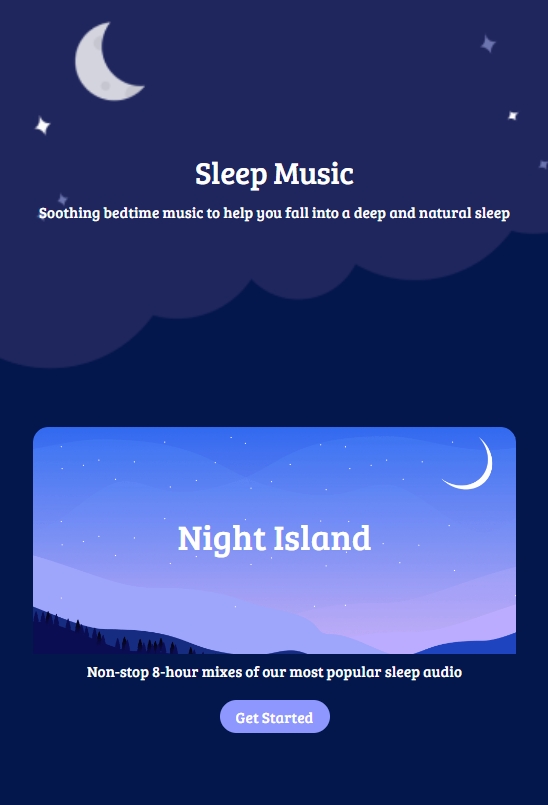 Sleep Music
Soothing bedtime music to help you fall into a deep and natural sleep
Night Island
Non-stop 8-hour mixes of our most popular sleep audio
Get Started